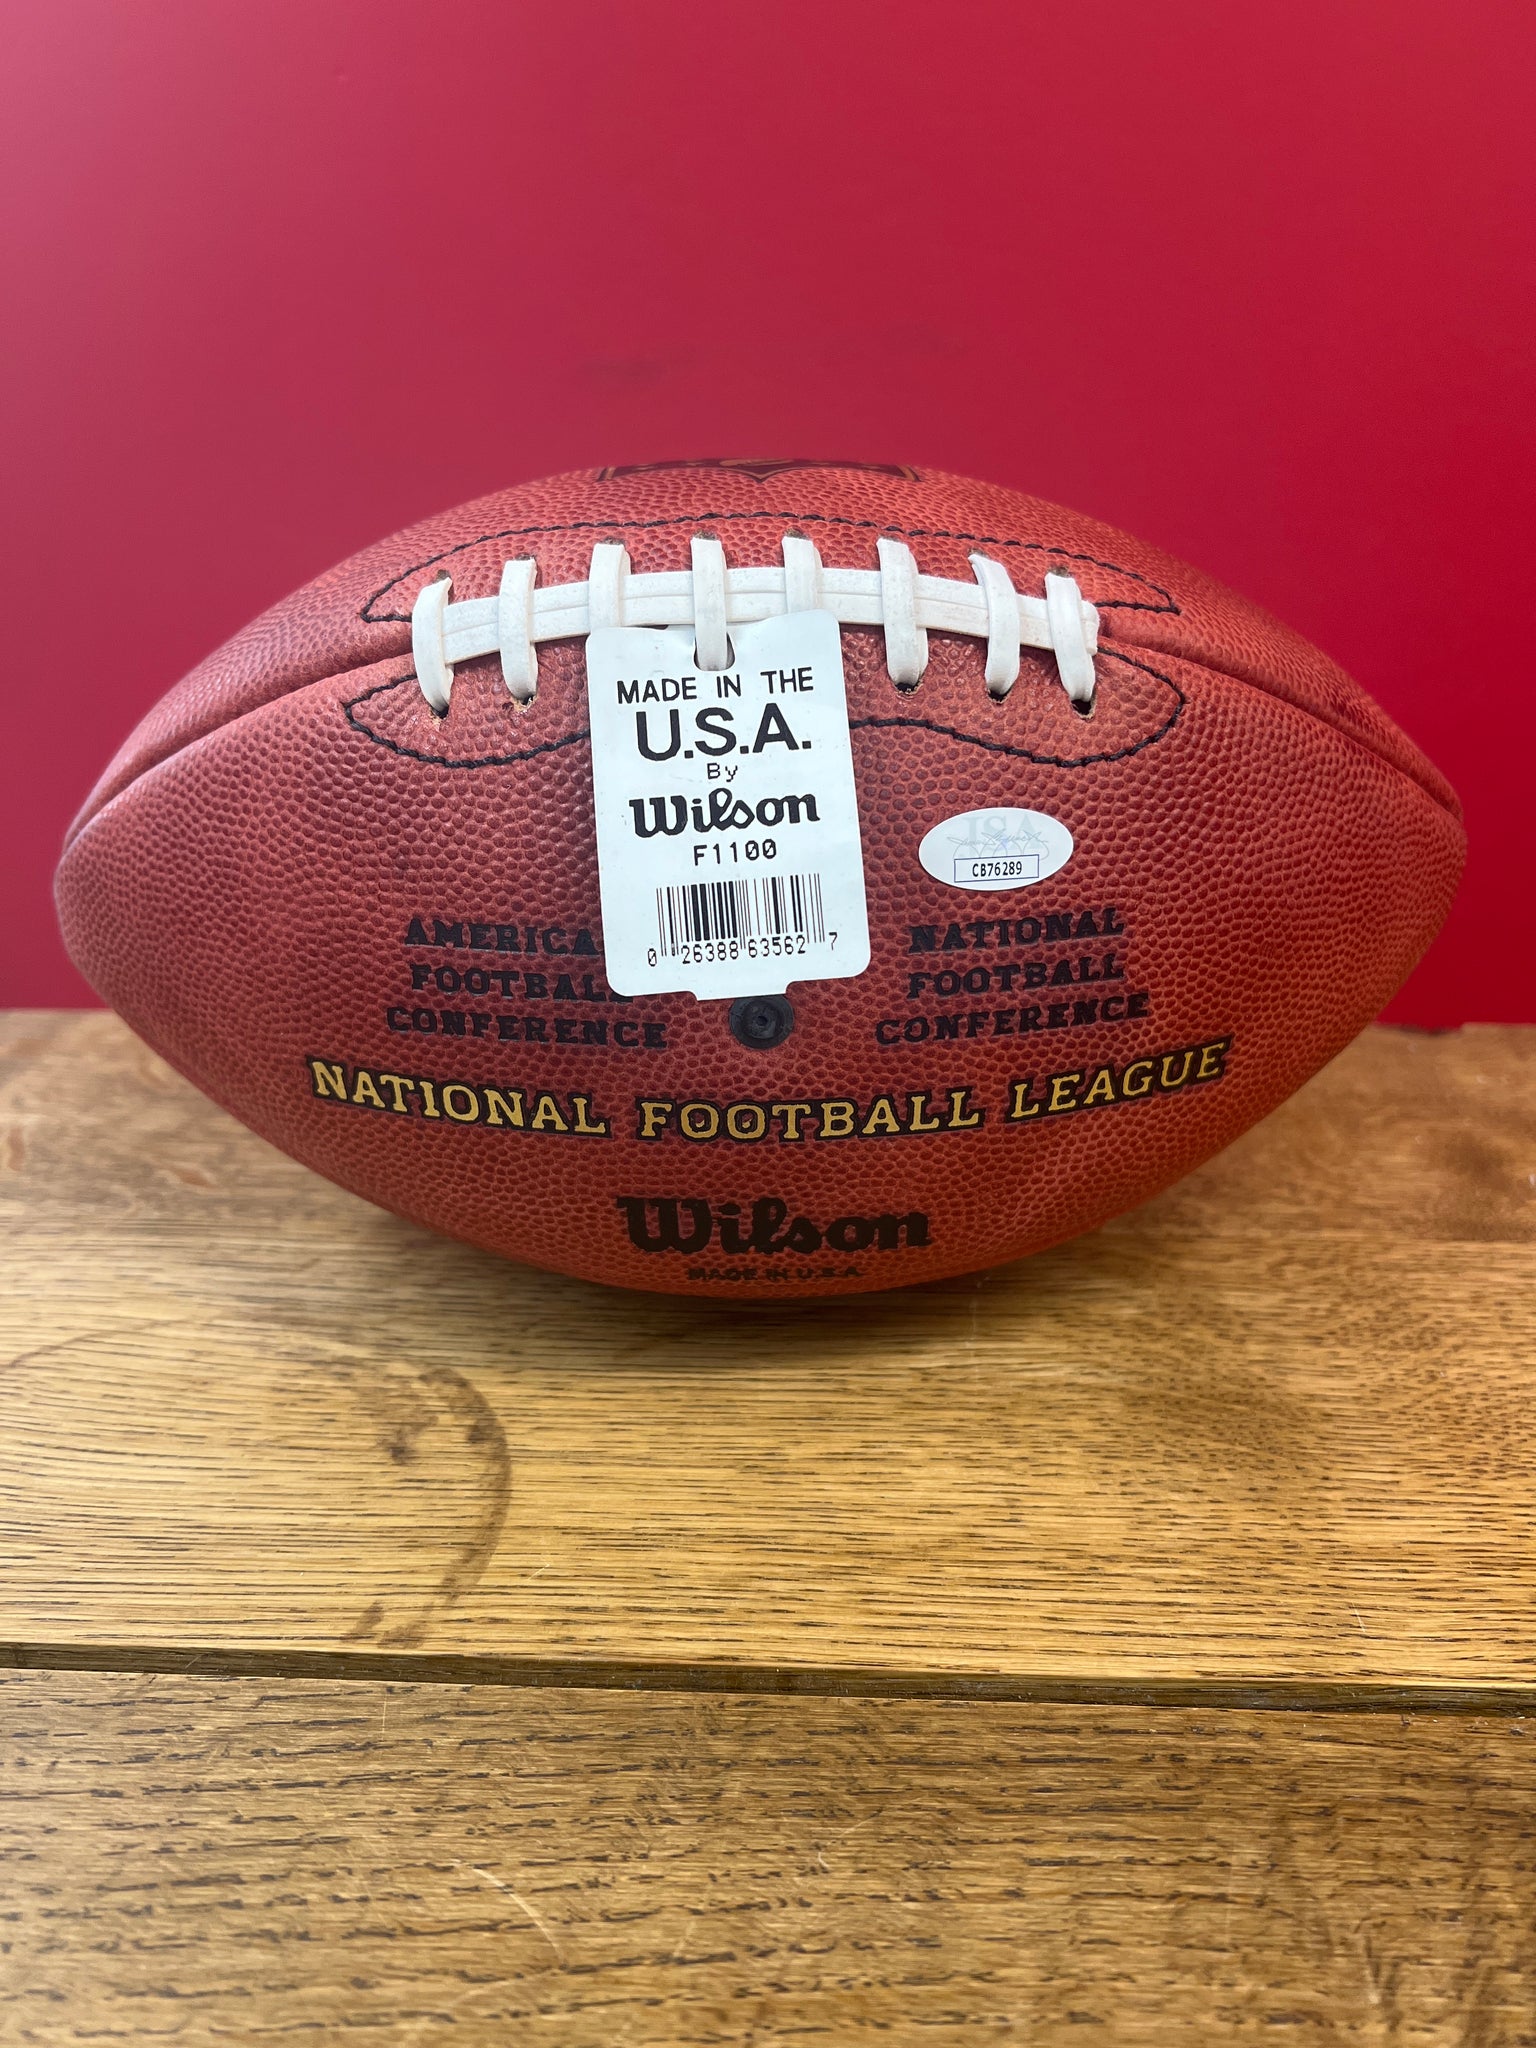 MADE IN THE
U.S.A.
By
Wilson
F1100
0 26388 63562 7
JSA
CB76289
AMERICA
FOOTBALL
CONFERENCE
NATIONAL
FOOTBALL
CONFERENCE
NATIONAL FOOTBALL LEAGUE
Wilson
MADE IN U.S.A.